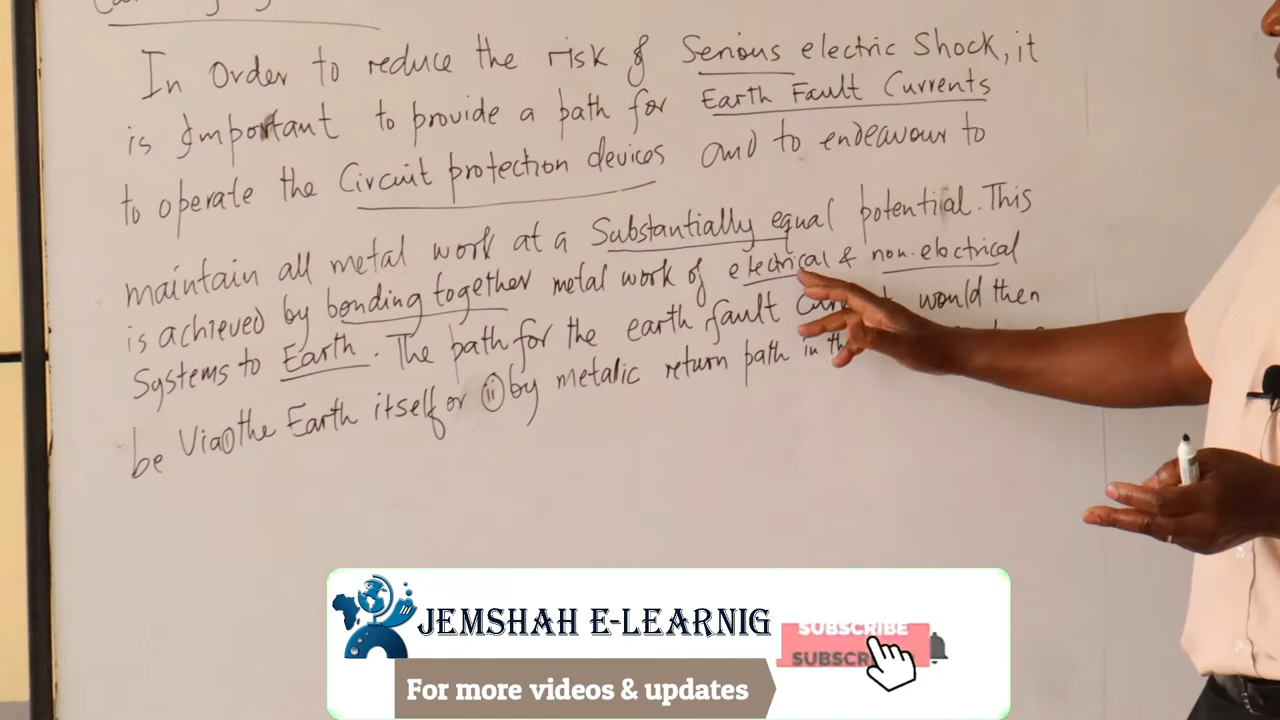 In Order to reduce the risk of Serious electric Shock, it
is Important to provide a path for Earth Fault Currents
to operate the Circuit protection devices and to endeavour to
maintain all metal work at a Substantially equal potential. This
is achieved by bonding together metal work of electrical & non-electrical
Systems to Earth. The path for the earth fault would then
be Via (i) the Earth itself or (ii) by metalic return path in
JEMSHAH E-LEARNIG
SUBSCRIBE
For more videos & updates